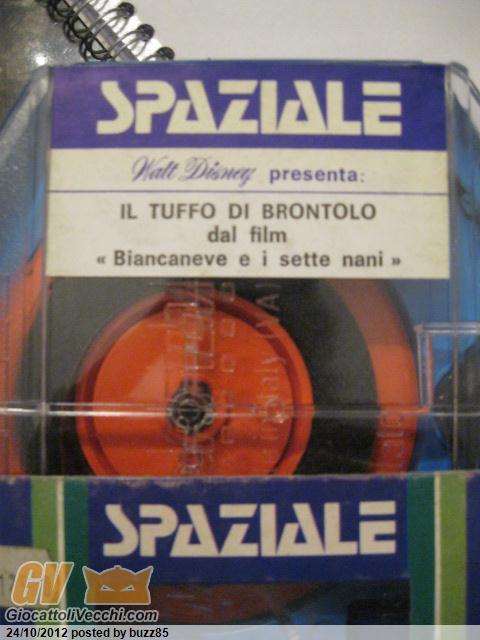 SPAZIALE
Walt Disney presenta:
IL TUFFO DI BRONTOLO
dal film
« Biancaneve e i sette nani »
SPAZIALE
GV
GiocattoliVecchi.com
24/10/2012 posted by buzz85